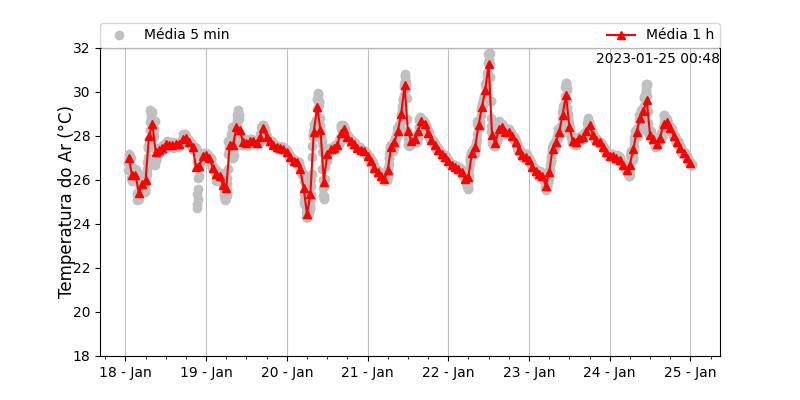 Média 5 min
Média 1 h
2023-01-25 00:48
Temperatura do Ar (°C)
32
30
28
26
24
22
20
18
18 - Jan
19 - Jan
20 - Jan
21 - Jan
22 - Jan
23 - Jan
24 - Jan
25 - Jan